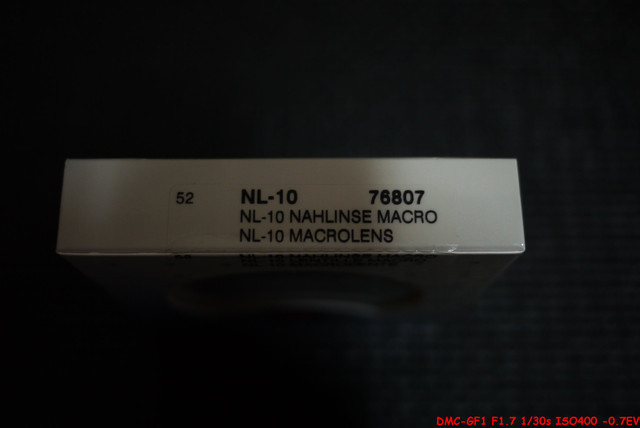 52 NL-10 76807
NL-10 NAHLINSE MACRO
NL-10 MACROLENS
DMC-GF1 F1.7 1/30s ISO400 -0.7EV